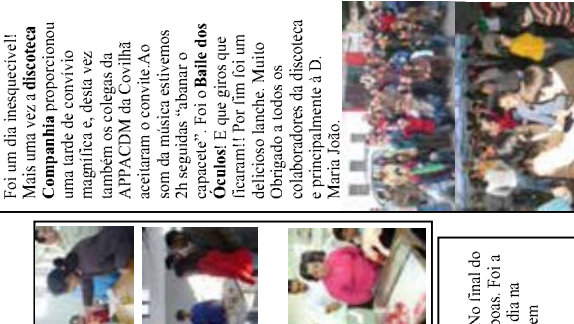 Foi um dia inesquecivel!
Mais uma vez a discoteca
Companhia proporcionou
uma tarde de convívio
magnífica e, desta vez
também os colegas da
APPACDM da Covilhã
aceitaram o convite Ao
som da música estivemos
2h seguidas “abanar o
capacete”. Foi o Baile dos
Óculos! E que giros que
ficaram!! Por fim foi um
delicioso lanche. Muito
Obrigado a todos os
colaboradores da discoteca
e principalmente à D.
Maria João.
No final do
boas. Foi a
dia na
em